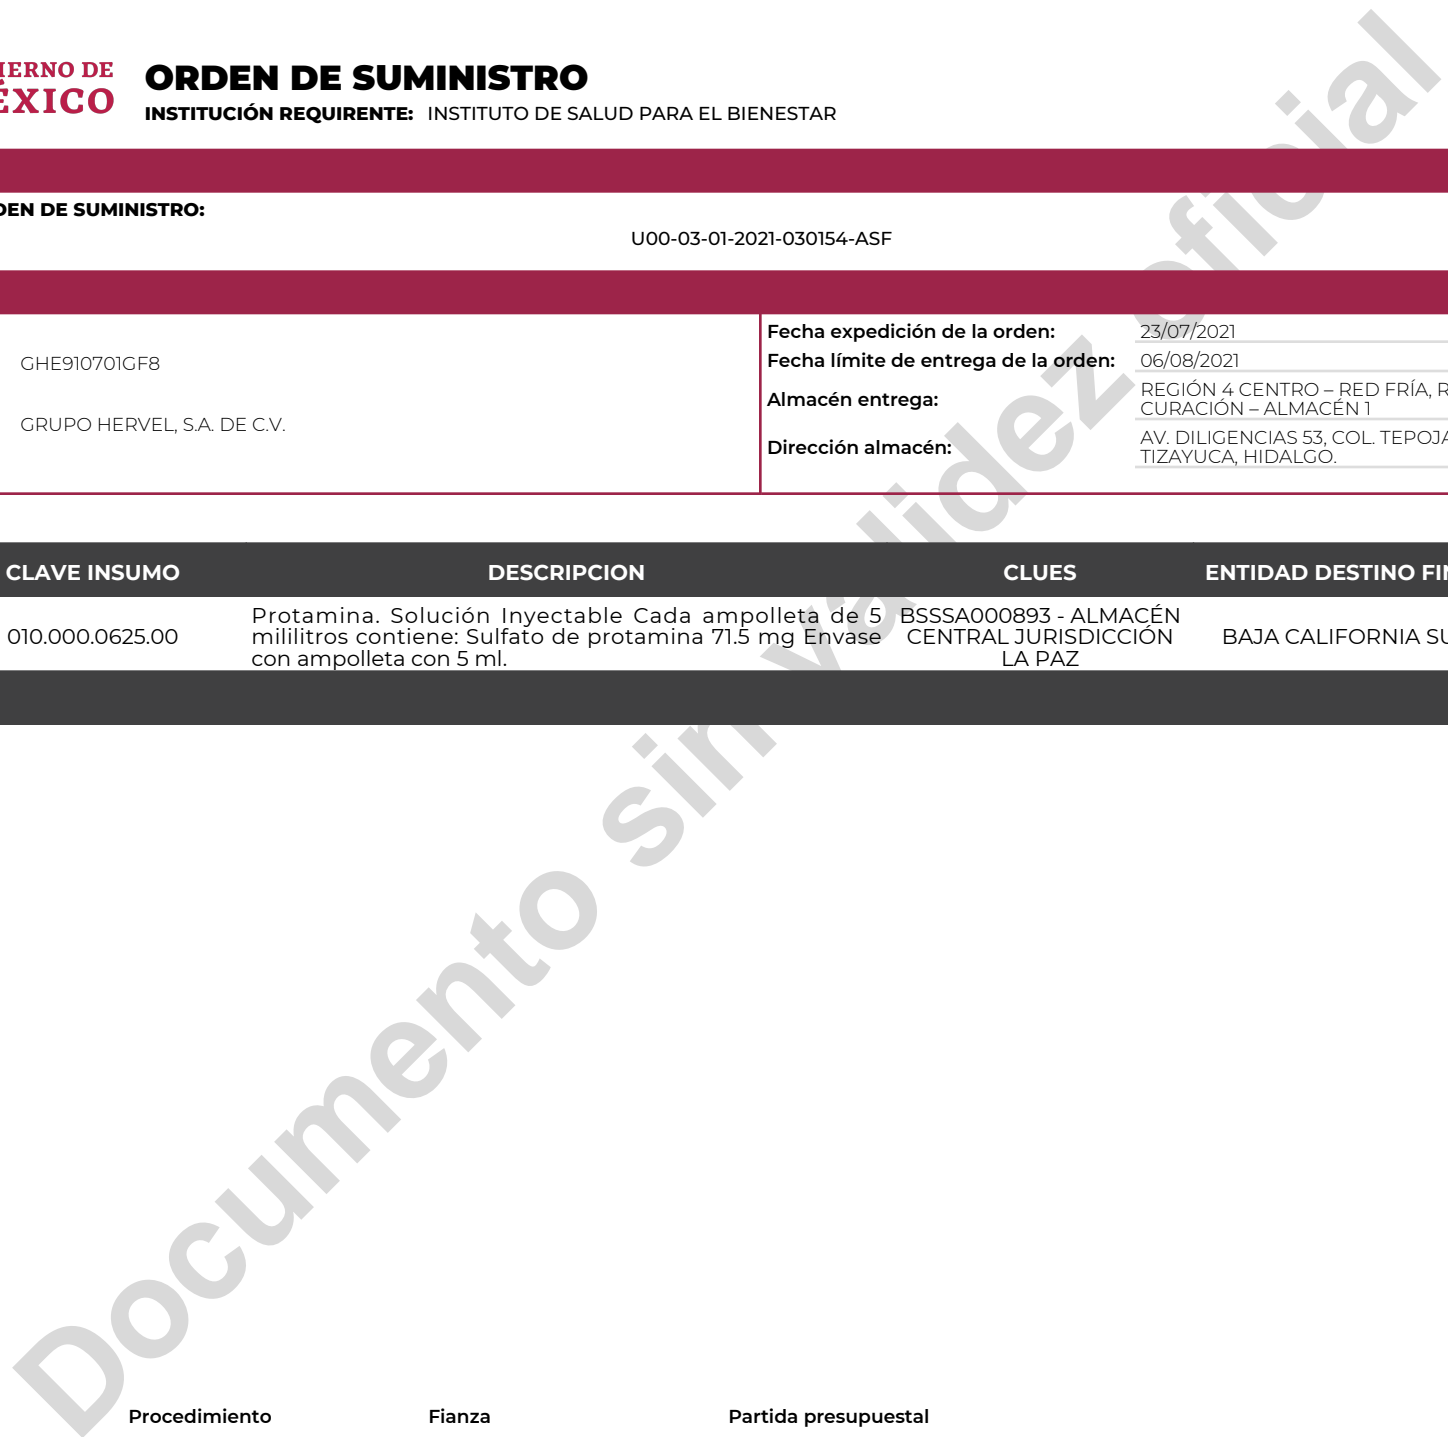 IERNO DE
ÉXICO
ORDEN DE SUMINISTRO
INSTITUCIÓN REQUIRENTE: INSTITUTO DE SALUD PARA EL BIENESTAR
DEN DE SUMINISTRO:
U00-03-01-2021-030154-ASF
GHE910701GF8
GRUPO HERVEL, S.A. DE C.V.
Fecha expedición de la orden: 23/07/2021
Fecha límite de entrega de la orden: 06/08/2021
Almacén entrega: REGIÓN 4 CENTRO – RED FRÍA, R
CURACIÓN – ALMACÉN 1
Dirección almacén: AV. DILIGENCIAS 53, COL. TEPOJA
TIZAYUCA, HIDALGO.
CLAVE INSUMO DESCRIPCION CLUES ENTIDAD DESTINO FIN
010.000.0625.00
Protamina. Solución Inyectable Cada ampolleta de 5
mililitros contiene: Sulfato de protamina 71.5 mg Envase
con ampolleta con 5 ml.
BSSSA000893 - ALMACÉN
CENTRAL JURISDICCIÓN
LA PAZ
BAJA CALIFORNIA SU
Documento sin validez oficial
Procedimiento Fianza Partida presupuestal